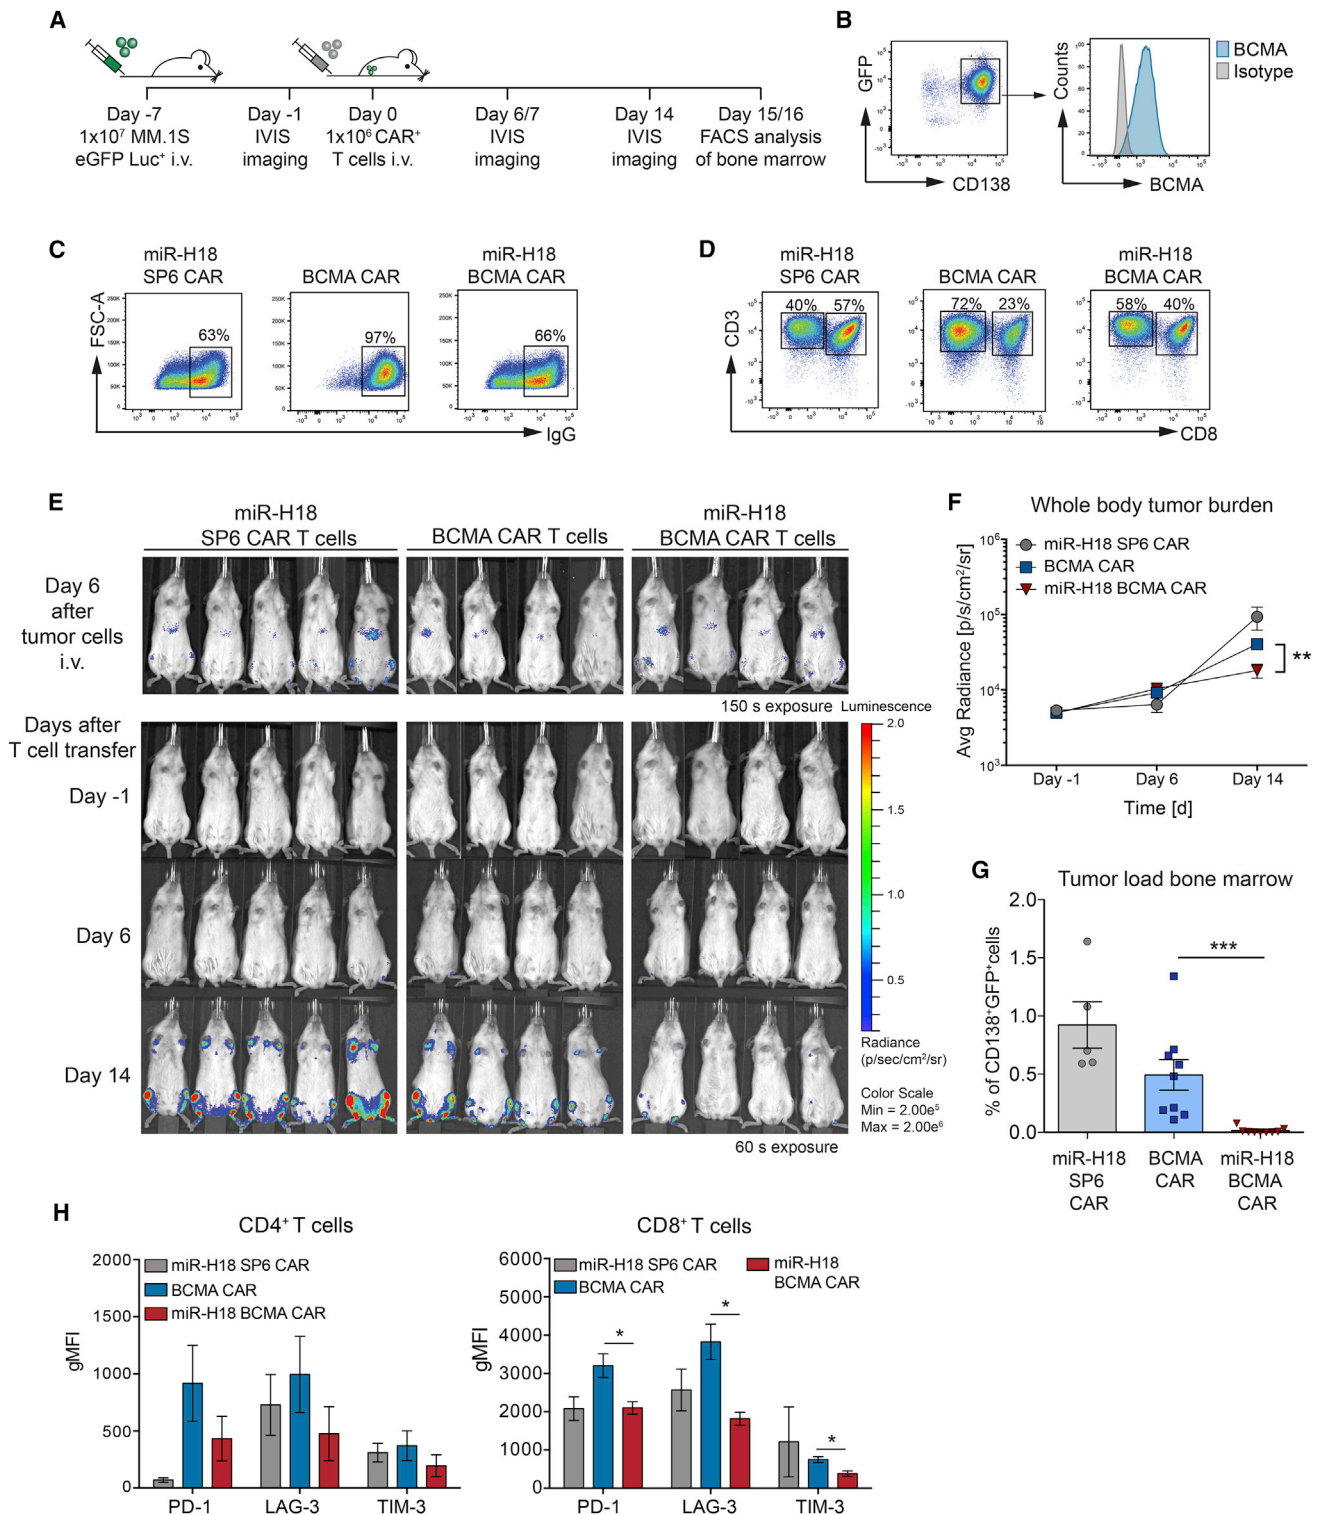 A
Day -7
1x10⁷ MM.1S
eGFP Luc⁺ i.v.
Day -1
IVIS
imaging
Day 0
1x10⁶ CAR⁺
T cells i.v.
Day 6/7
IVIS
imaging
Day 14
IVIS
imaging
Day 15/16
FACS analysis
of bone marrow
B
GFP
CD138
Counts
BCMA
BCMA
Isotype
C
miR-H18
SP6 CAR
BCMA CAR
miR-H18
BCMA CAR
FSC-A
63%
97%
66%
IgG
D
miR-H18
SP6 CAR
BCMA CAR
miR-H18
BCMA CAR
CD3
40% 57%
72% 23%
58% 40%
CD8
E
miR-H18
SP6 CAR T cells
BCMA CAR T cells
miR-H18
BCMA CAR T cells
Day 6
after
tumor cells
i.v.
150 s exposure
Luminescence
Days after
T cell transfer
Day -1
Day 6
Day 14
2.0
1.5
1.0
0.5
Radiance
(p/sec/cm²/sr)
Color Scale
Min = 2.00e⁵
Max = 2.00e⁶
60 s exposure
F
Whole body tumor burden
miR-H18 SP6 CAR
BCMA CAR
miR-H18 BCMA CAR
Avg Radiance [p/s/cm²/sr]
10⁶
10⁵
10⁴
10³
**
Day -1
Day 6
Day 14
Time [d]
G
Tumor load bone marrow
% of CD138⁺GFP⁺cells
2.0
1.5
1.0
0.5
0.0
***
miR-H18
SP6
CAR
BCMA
CAR
miR-H18
BCMA
CAR
H
CD4⁺ T cells
miR-H18 SP6 CAR
BCMA CAR
miR-H18 BCMA CAR
gMFI
2000
1500
1000
500
0
PD-1
LAG-3
TIM-3
CD8⁺ T cells
miR-H18 SP6 CAR
BCMA CAR
miR-H18
BCMA CAR
gMFI
6000
5000
4000
3000
2000
1000
0
*
*
*
PD-1
LAG-3
TIM-3